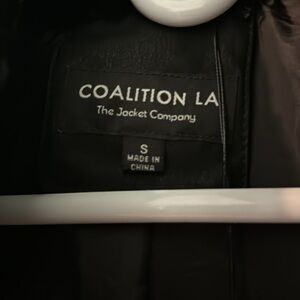 COALITION LA
The Jacket Company
S
MADE IN
CHINA